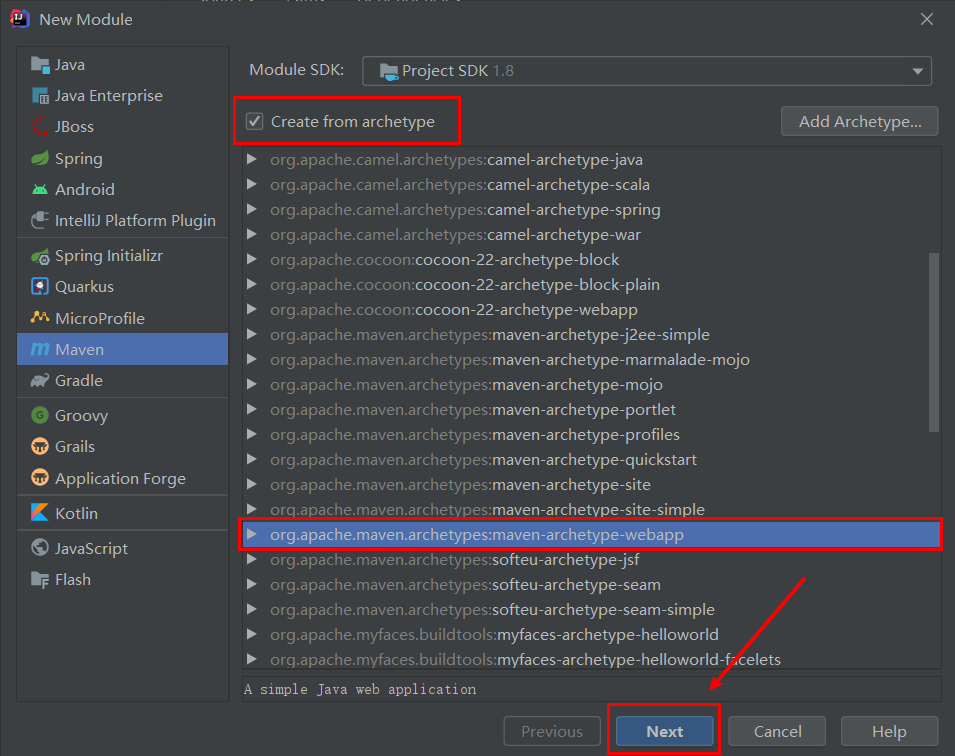 New Module
Java
Java Enterprise
JBoss
Spring
Android
IntelliJ Platform Plugin
Spring Initializr
Quarkus
MicroProfile
Maven
Gradle
Groovy
Grails
Application Forge
Kotlin
JavaScript
Flash
Module SDK: Project SDK 1.8
Create from archetype Add Archetype...
org.apache.camel.archetypes:camel-archetype-java
org.apache.camel.archetypes:camel-archetype-scala
org.apache.camel.archetypes:camel-archetype-spring
org.apache.camel.archetypes:camel-archetype-war
org.apache.cocoon:cocoon-22-archetype-block
org.apache.cocoon:cocoon-22-archetype-block-plain
org.apache.cocoon:cocoon-22-archetype-webapp
org.apache.maven.archetypes:maven-archetype-j2ee-simple
org.apache.maven.archetypes:maven-archetype-marmalade-mojo
org.apache.maven.archetypes:maven-archetype-mojo
org.apache.maven.archetypes:maven-archetype-portlet
org.apache.maven.archetypes:maven-archetype-profiles
org.apache.maven.archetypes:maven-archetype-quickstart
org.apache.maven.archetypes:maven-archetype-site
org.apache.maven.archetypes:maven-archetype-site-simple
org.apache.maven.archetypes:maven-archetype-webapp
org.apache.maven.archetypes:softeu-archetype-jsf
org.apache.maven.archetypes:softeu-archetype-seam
org.apache.maven.archetypes:softeu-archetype-seam-simple
org.apache.myfaces.buildtools:myfaces-archetype-helloworld
org.apache.myfaces.buildtools:myfaces-archetype-helloworld-facelets
A simple Java web application
Previous Next Cancel Help